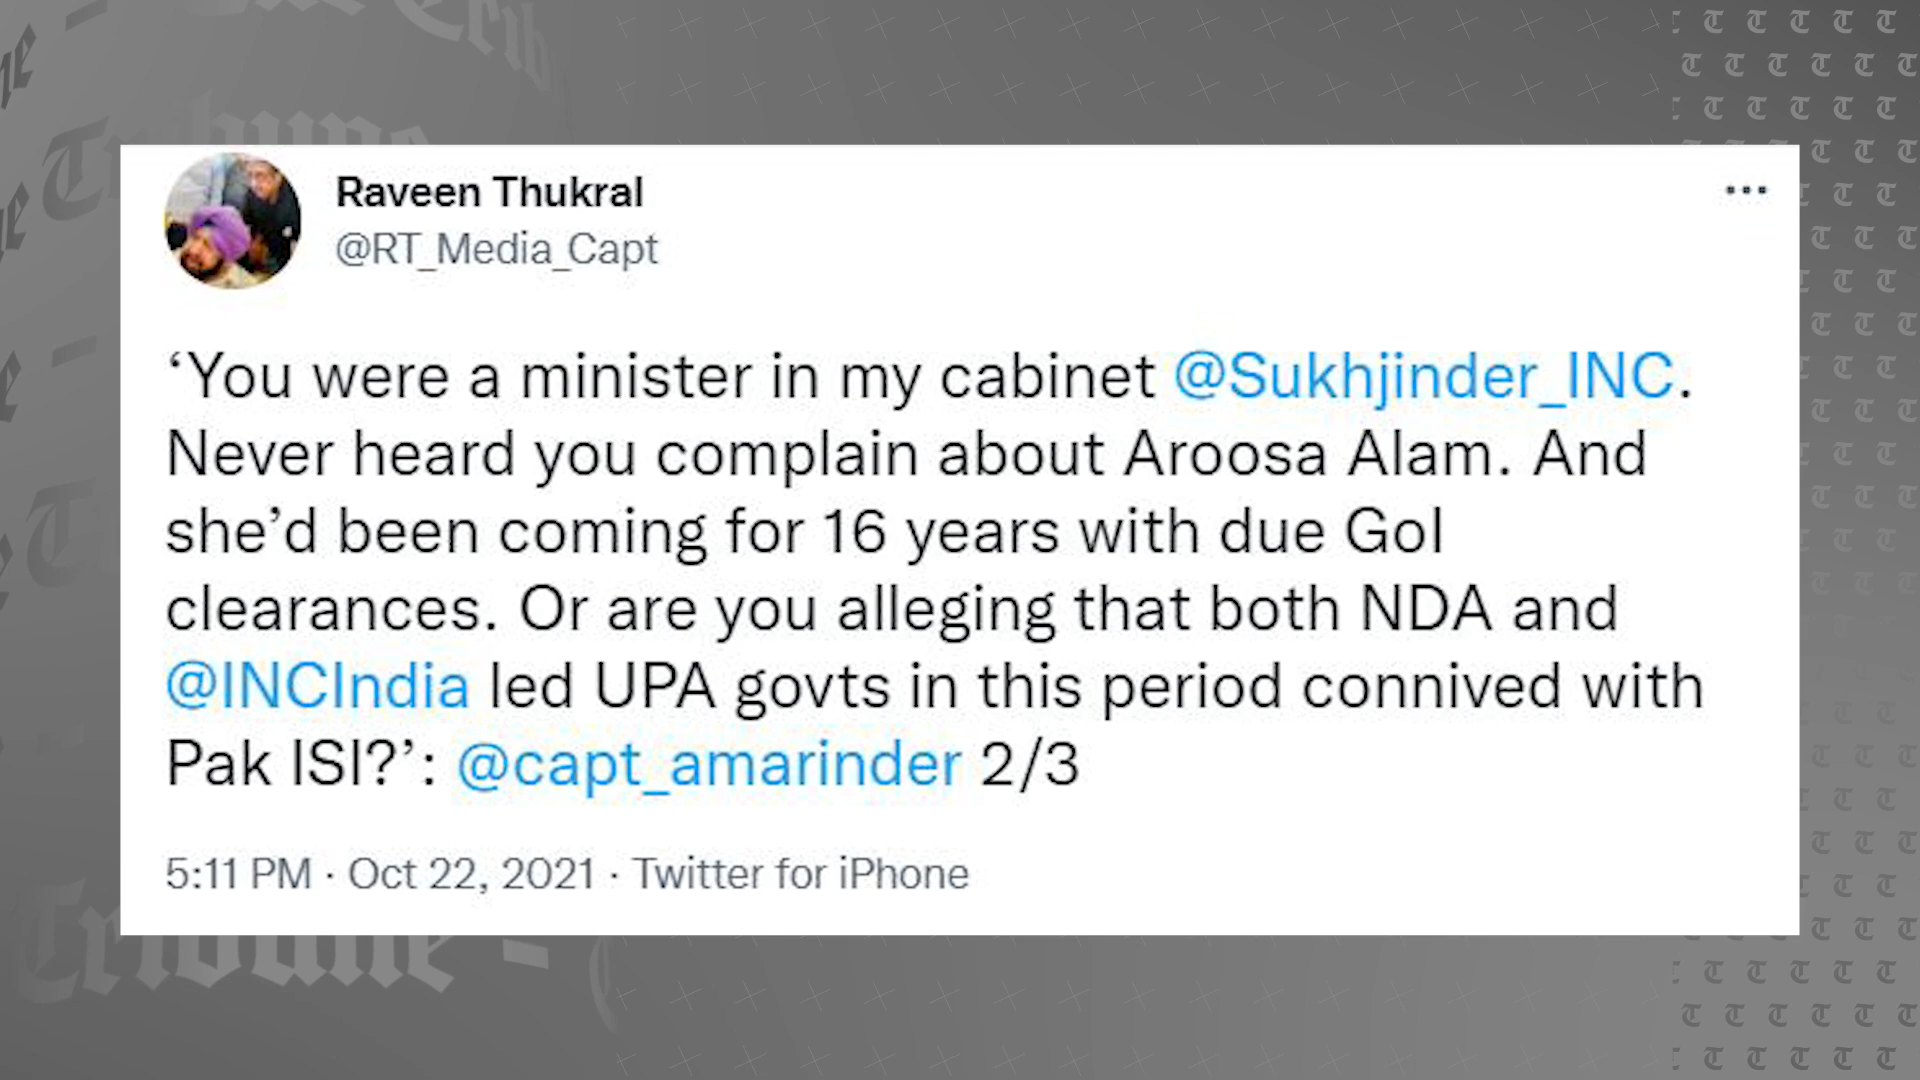 Raveen Thukral
@RT_Media_Capt
‘You were a minister in my cabinet @Sukhjinder_INC.
Never heard you complain about Aroosa Alam. And
she’d been coming for 16 years with due GoI
clearances. Or are you alleging that both NDA and
@INCIndia led UPA govts in this period connived with
Pak ISI?’: @capt_amarinder 2/3
5:11 PM · Oct 22, 2021 · Twitter for iPhone
Tribune
Tribune